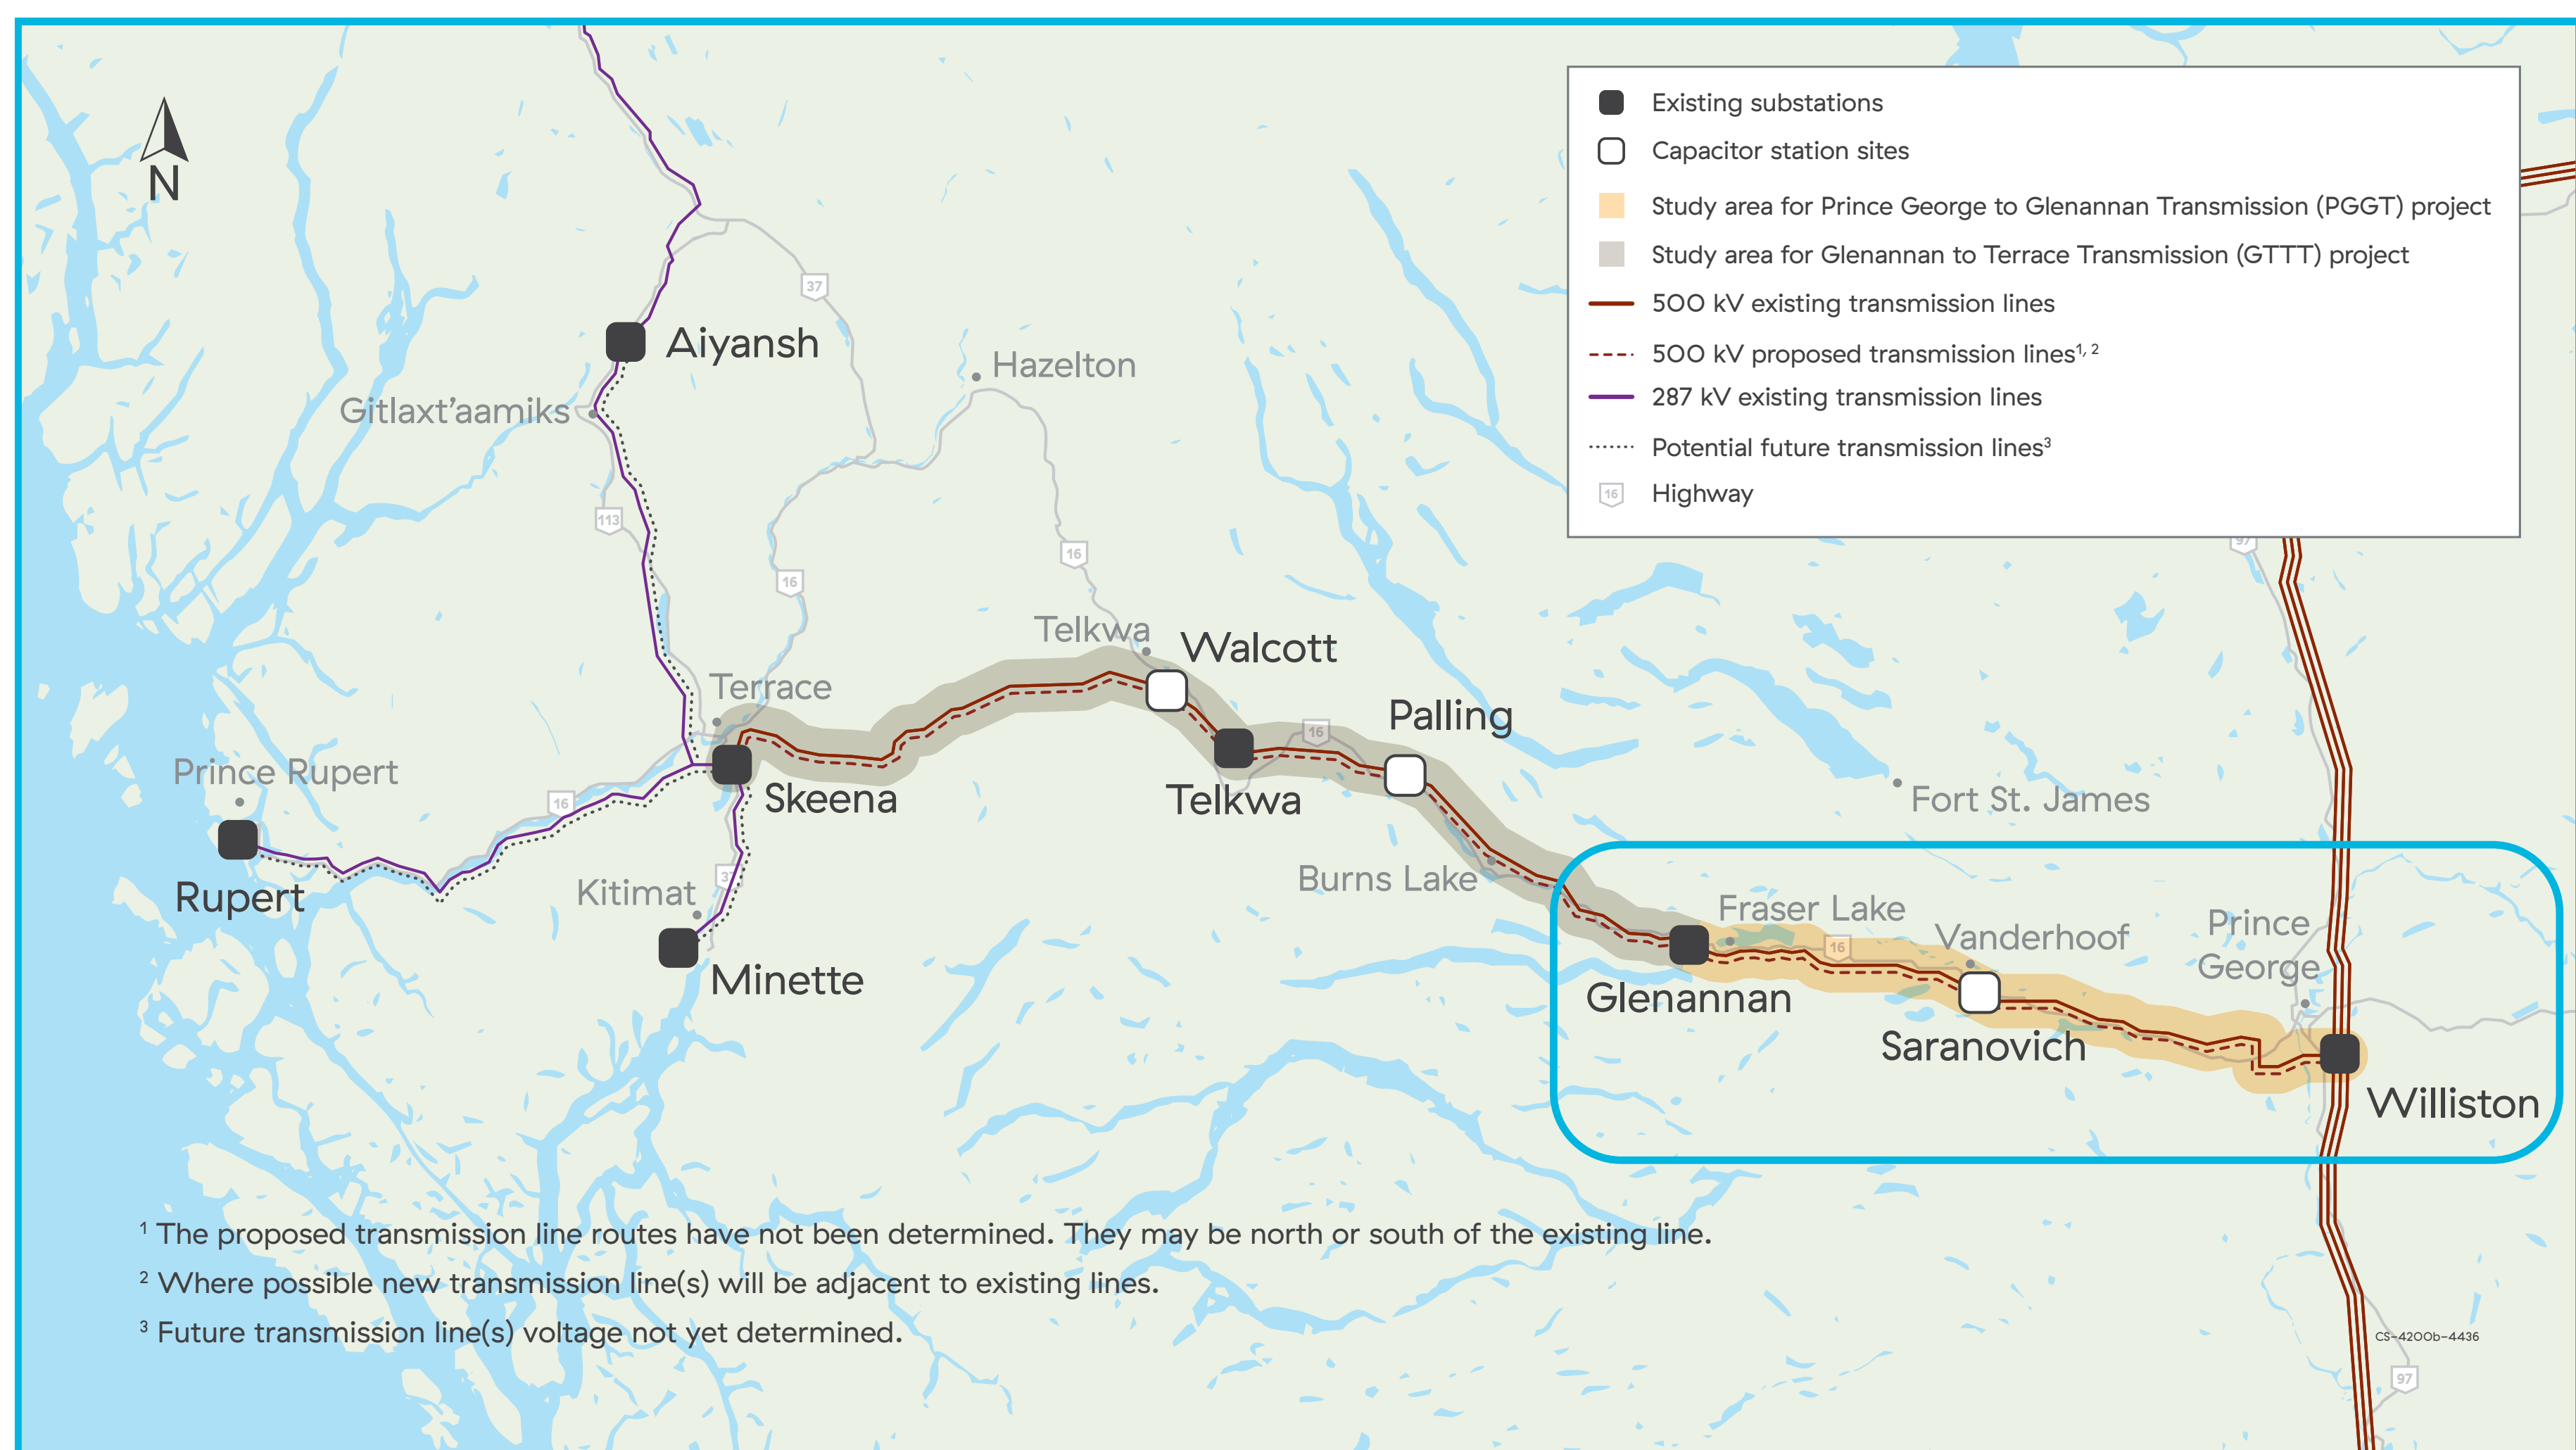 N
Existing substations
Capacitor station sites
Study area for Prince George to Glenannan Transmission (PGGT) project
Study area for Glenannan to Terrace Transmission (GTTT) project
500 kV existing transmission lines
500 kV proposed transmission lines¹, ²
287 kV existing transmission lines
Potential future transmission lines³
16 Highway
37
Aiyansh
Hazelton
Gitlaxt'aamiks
113
97
16
16
Telkwa
Walcott
Terrace
Palling
16
Prince Rupert
16
Skeena
Telkwa
Fort St. James
Rupert
Kitimat
37
Burns Lake
Fraser Lake
16
Vanderhoof
Prince
George
Minette
Glenannan
Saranovich
Williston
¹ The proposed transmission line routes have not been determined. They may be north or south of the existing line.
² Where possible new transmission line(s) will be adjacent to existing lines.
³ Future transmission line(s) voltage not yet determined.
CS-4200b-4436
97